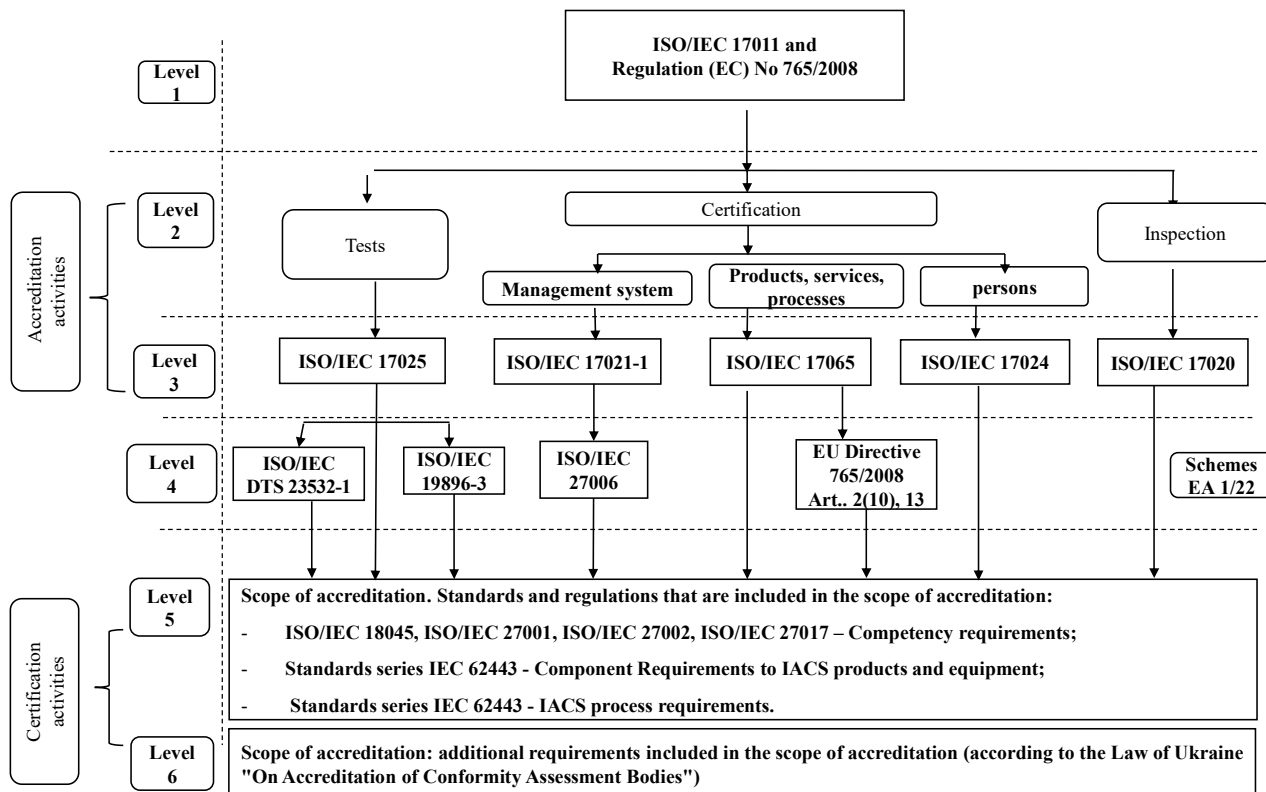 ISO/IEC 17011 and
Regulation (EC) No 765/2008
Level
1
Accreditation
activities
Level
2
Tests
Certification
Inspection
Management system
Products, services,
processes
persons
Level
3
ISO/IEC 17025
ISO/IEC 17021-1
ISO/IEC 17065
ISO/IEC 17024
ISO/IEC 17020
Level
4
ISO/IEC
DTS 23532-1
ISO/IEC
19896-3
ISO/IEC
27006
EU Directive
765/2008
Art.. 2(10), 13
Schemes
EA 1/22
Certification
activities
Level
5
Scope of accreditation. Standards and regulations that are included in the scope of accreditation:
- ISO/IEC 18045, ISO/IEC 27001, ISO/IEC 27002, ISO/IEC 27017 – Competency requirements;
- Standards series IEC 62443 - Component Requirements to IACS products and equipment;
- Standards series IEC 62443 - IACS process requirements.
Level
6
Scope of accreditation: additional requirements included in the scope of accreditation (according to the Law of Ukraine
"On Accreditation of Conformity Assessment Bodies")